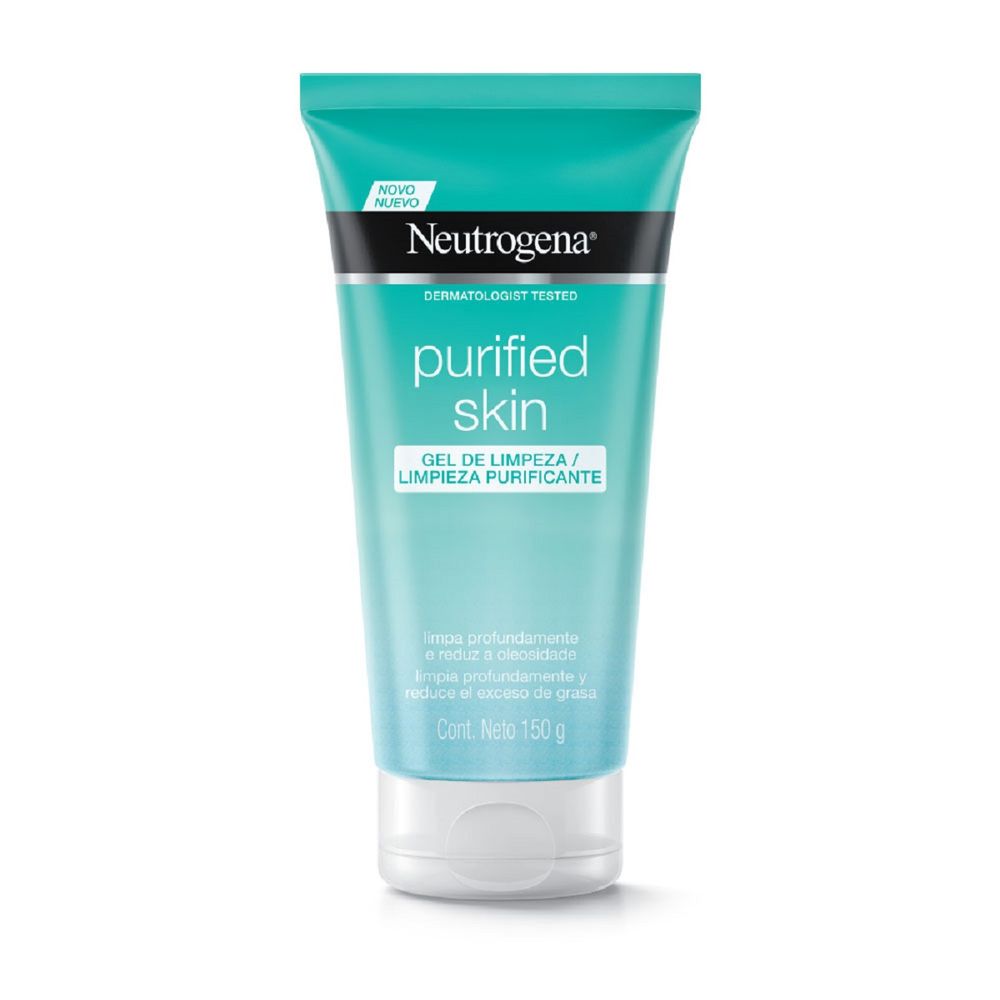 NOVO
NUEVO
Neutrogena®
DERMATOLOGIST TESTED
purified
skin
GEL DE LIMPEZA /
LIMPIEZA PURIFICANTE
limpa profundamente
e reduz a oleosidade
limpia profundamente y
reduce el exceso de grasa
Cont. Neto 150 g